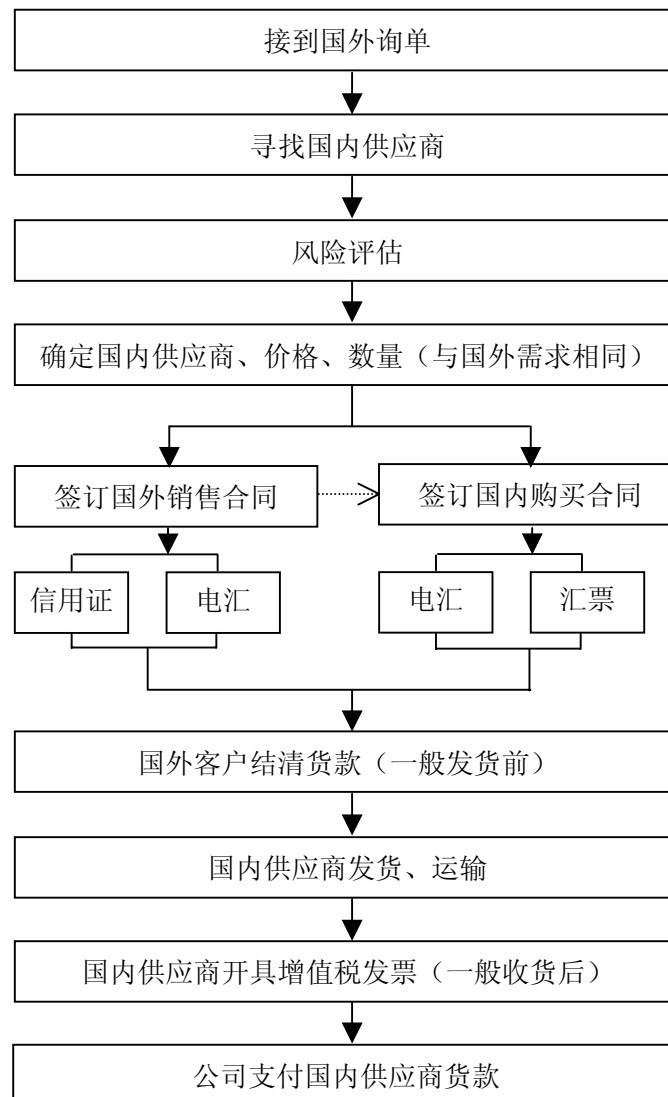 接到国外询单
寻找国内供应商
风险评估
确定国内供应商、价格、数量（与国外需求相同）
签订国外销售合同
签订国内购买合同
信用证
电汇
电汇
汇票
国外客户结清货款（一般发货前）
国内供应商发货、运输
国内供应商开具增值税发票（一般收货后）
公司支付国内供应商货款